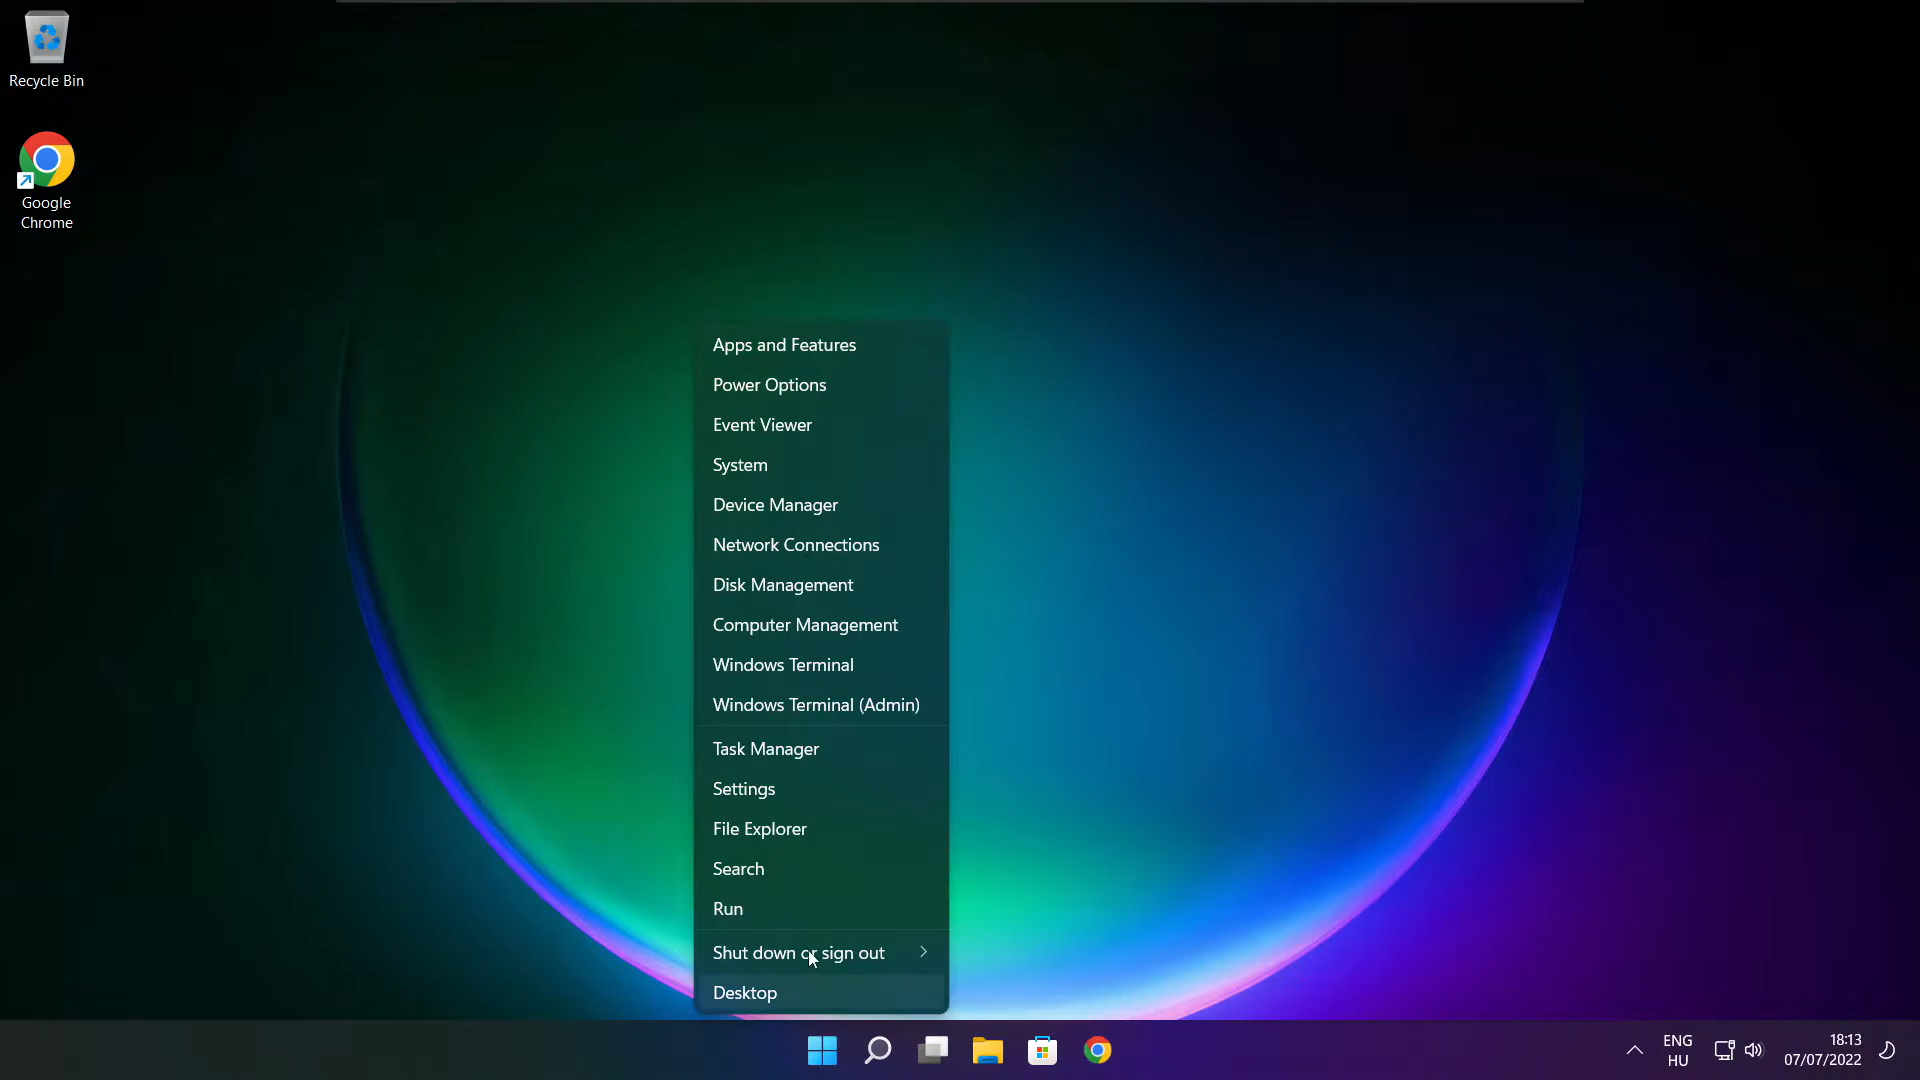 Recycle Bin
Google
Chrome
Apps and Features
Power Options
Event Viewer
System
Device Manager
Network Connections
Disk Management
Computer Management
Windows Terminal
Windows Terminal (Admin)
Task Manager
Settings
File Explorer
Search
Run
Shut down or sign out
Desktop
ENG
HU
18:13
07/07/2022